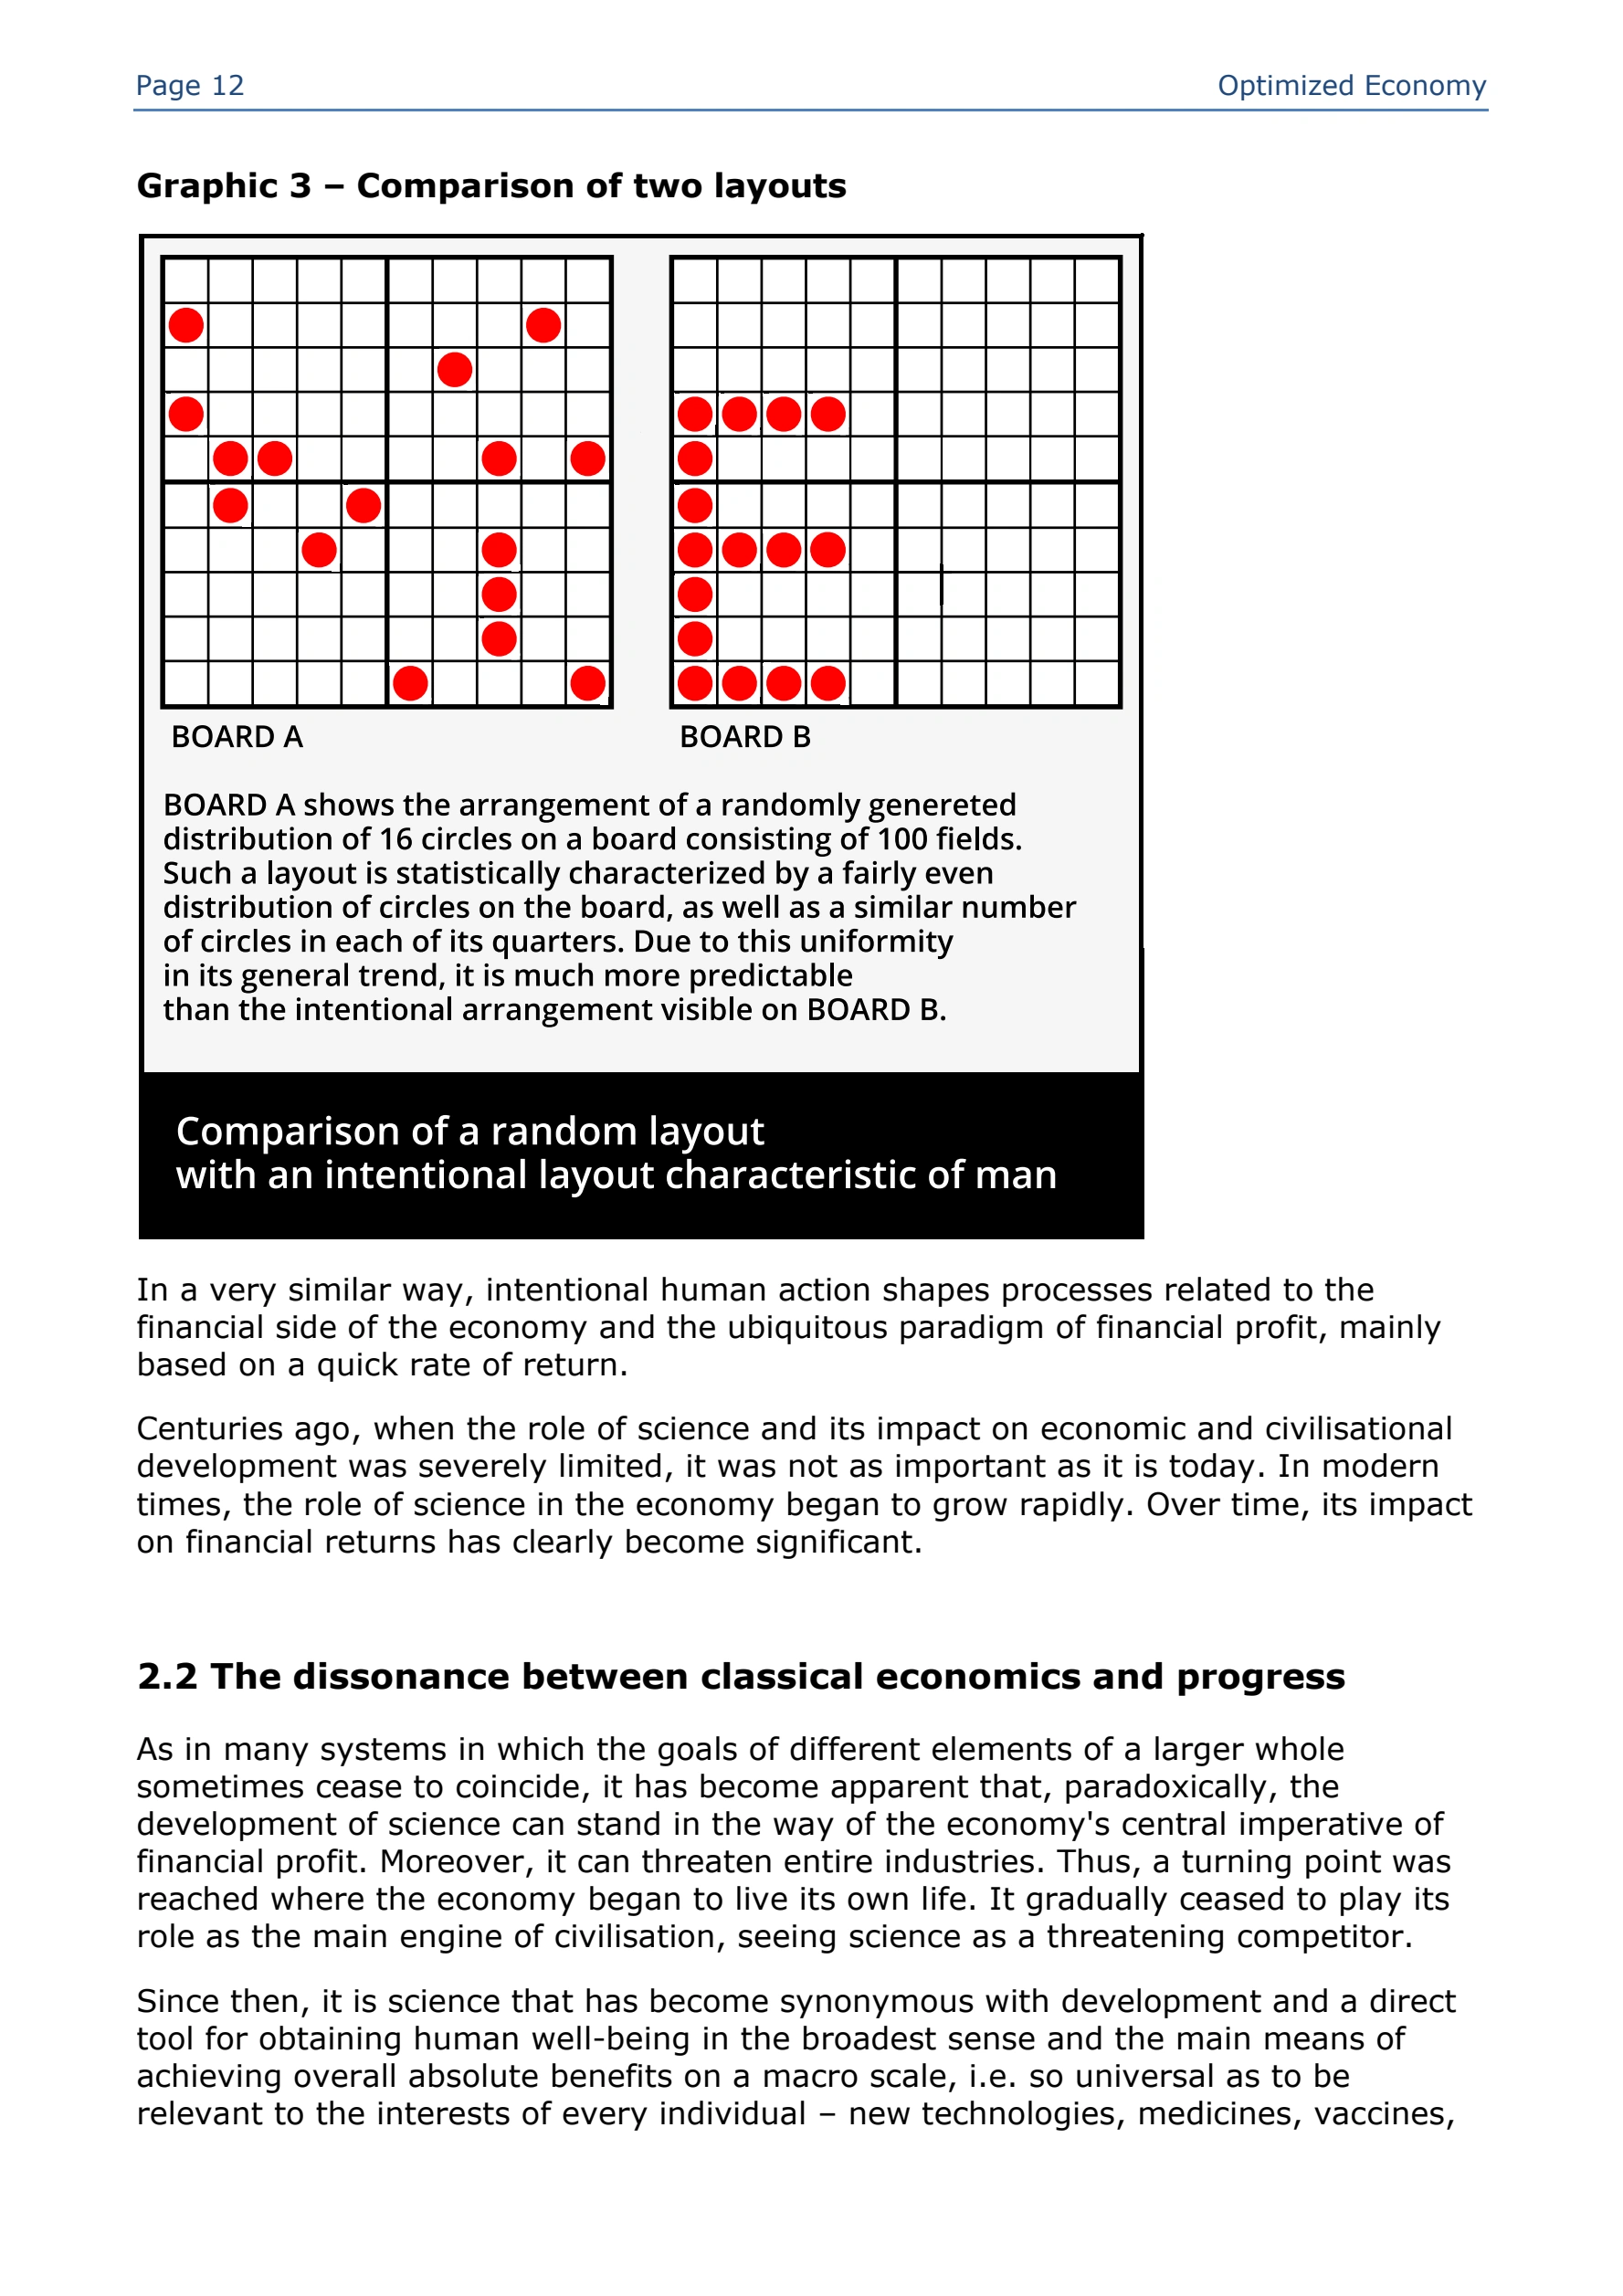 Page 12
Optimized Economy
Graphic 3 – Comparison of two layouts
BOARD A
BOARD B
BOARD A shows the arrangement of a randomly genereted
distribution of 16 circles on a board consisting of 100 fields.
Such a layout is statistically characterized by a fairly even
distribution of circles on the board, as well as a similar number
of circles in each of its quarters. Due to this uniformity
in its general trend, it is much more predictable
than the intentional arrangement visible on BOARD B.
Comparison of a random layout
with an intentional layout characteristic of man
In a very similar way, intentional human action shapes processes related to the
financial side of the economy and the ubiquitous paradigm of financial profit, mainly
based on a quick rate of return.
Centuries ago, when the role of science and its impact on economic and civilisational
development was severely limited, it was not as important as it is today. In modern
times, the role of science in the economy began to grow rapidly. Over time, its impact
on financial returns has clearly become significant.
2.2 The dissonance between classical economics and progress
As in many systems in which the goals of different elements of a larger whole
sometimes cease to coincide, it has become apparent that, paradoxically, the
development of science can stand in the way of the economy's central imperative of
financial profit. Moreover, it can threaten entire industries. Thus, a turning point was
reached where the economy began to live its own life. It gradually ceased to play its
role as the main engine of civilisation, seeing science as a threatening competitor.
Since then, it is science that has become synonymous with development and a direct
tool for obtaining human well-being in the broadest sense and the main means of
achieving overall absolute benefits on a macro scale, i.e. so universal as to be
relevant to the interests of every individual – new technologies, medicines, vaccines,